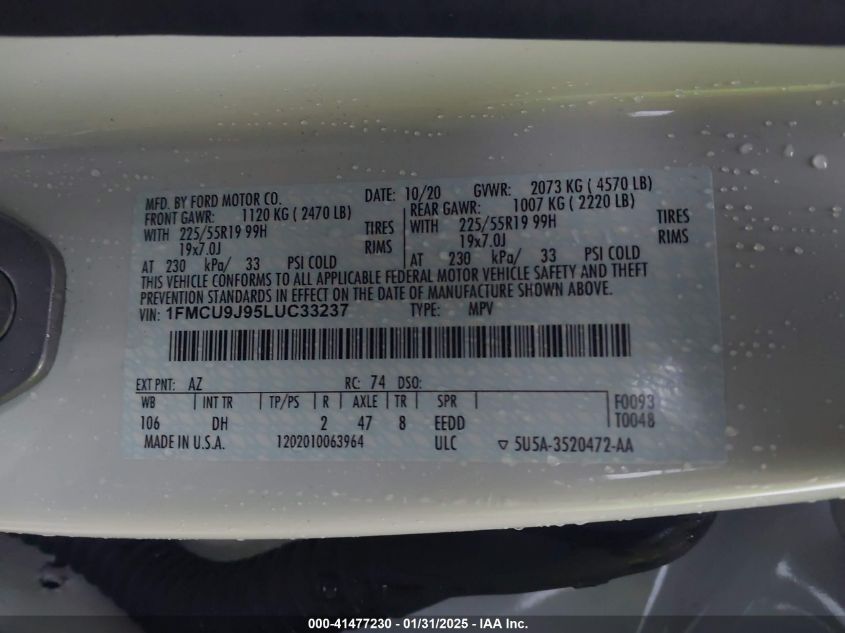 MFD. BY FORD MOTOR CO. DATE: 10/20 GVWR: 2073 KG ( 4570 LB)
FRONT GAWR: 1120 KG ( 2470 LB) REAR GAWR: 1007 KG ( 2220 LB)
WITH 225/55R19 99H TIRES WITH 225/55R19 99H TIRES
19x7.0J RIMS 19x7.0J RIMS
AT 230 kPa/ 33 PSI COLD AT 230 kPa/ 33 PSI COLD
THIS VEHICLE CONFORMS TO ALL APPLICABLE FEDERAL MOTOR VEHICLE SAFETY AND THEFT
PREVENTION STANDARDS IN EFFECT ON THE DATE OF MANUFACTURE SHOWN ABOVE.
VIN: 1FMCU9J95LUC33237 TYPE: MPV
EXT PNT: AZ RC: 74 DSO:
WB INT TR TP/PS R AXLE TR SPR F0093
106 DH 2 47 8 EEDD T0048
MADE IN U.S.A. 1202010063964 ULC ▽ 5U5A-3520472-AA
000-41477230 - 01/31/2025 - IAA Inc.